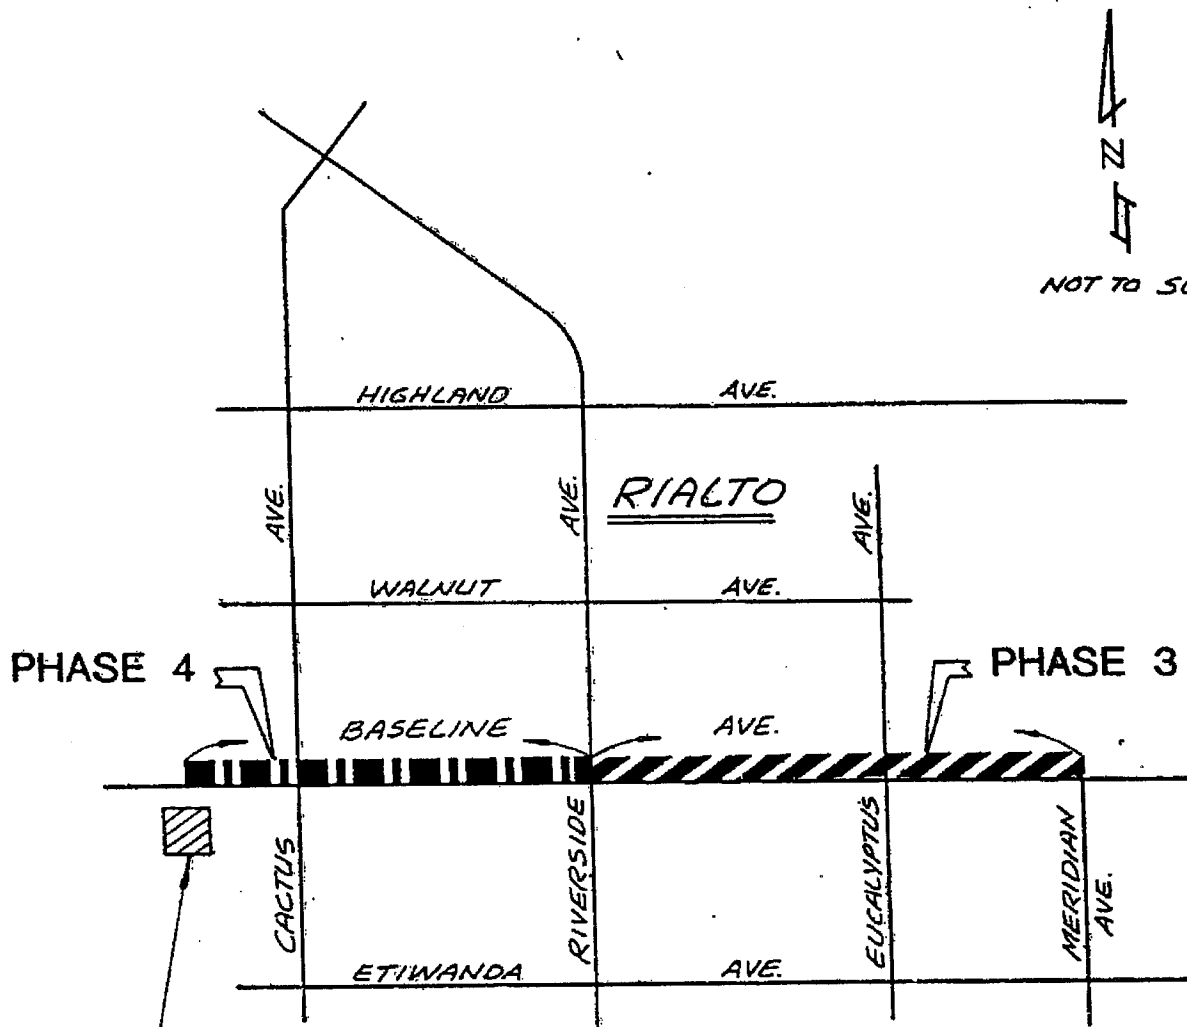 N
NOT TO
HIGHLAND AVE.
RIALTO
AVE.
AVE.
AVE.
WALNUT AVE.
PHASE 4
PHASE 3
BASELINE AVE.
CACTUS
RIVERSIDE
EUCALYPTUS
MERIDIAN
AVE.
ETIWANDA AVE.